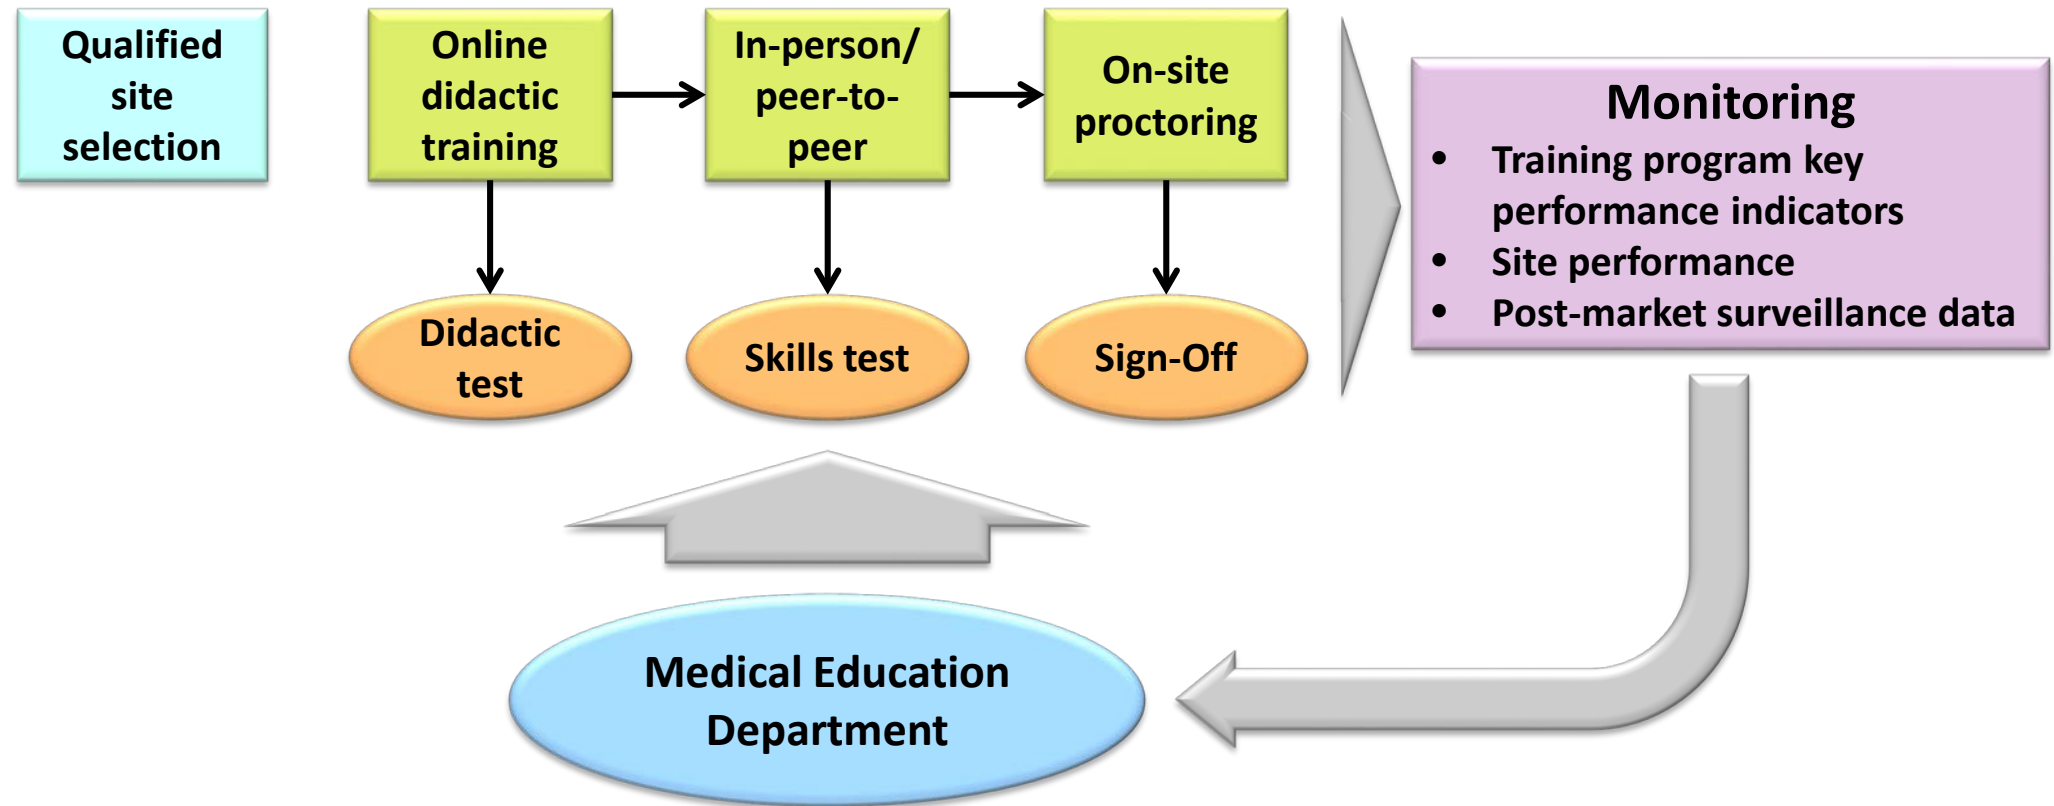 Qualified
site
selection
Online
didactic
training
In-person/
peer-to-
peer
On-site
proctoring
Didactic
test
Skills test
Sign-Off
Monitoring
• Training program key
performance indicators
• Site performance
• Post-market surveillance data
Medical Education
Department